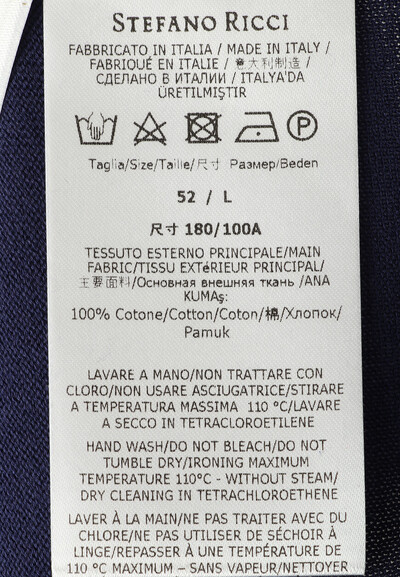 STEFANO RICCI
FABBRICATO IN ITALIA / MADE IN ITALY /
FABRIQUÉ EN ITALIE / 意大利制造 /
СДЕЛАНО В ИТАЛИИ / ITALYA'DA
ÜRETILMIŞTIR
P
Taglia/Size/Taille/尺寸 Размер/Beden
52 / L
尺寸 180/100A
TESSUTO ESTERNO PRINCIPALE/MAIN
FABRIC/TISSU EXTéRIEUR PRINCIPAL/
主要面料/Основная внешняя ткань /ANA
KUMAş:
100% Cotone/Cotton/Coton/棉/Хлопок/
Pamuk
LAVARE A MANO/NON TRATTARE CON
CLORO/NON USARE ASCIUGATRICE/STIRARE
A TEMPERATURA MASSIMA 110 °C/LAVARE
A SECCO IN TETRACLOROETILENE
HAND WASH/DO NOT BLEACH/DO NOT
TUMBLE DRY/IRONING MAXIMUM
TEMPERATURE 110°C - WITHOUT STEAM/
DRY CLEANING IN TETRACHLOROETHENE
LAVER À LA MAIN/NE PAS TRAITER AVEC DU
CHLORE/NE PAS UTILISER DE SÉCHOIR À
LINGE/REPASSER À UNE TEMPÉRATURE DE
110 °C MAXIMUM – SANS VAPEUR/NETTOYER